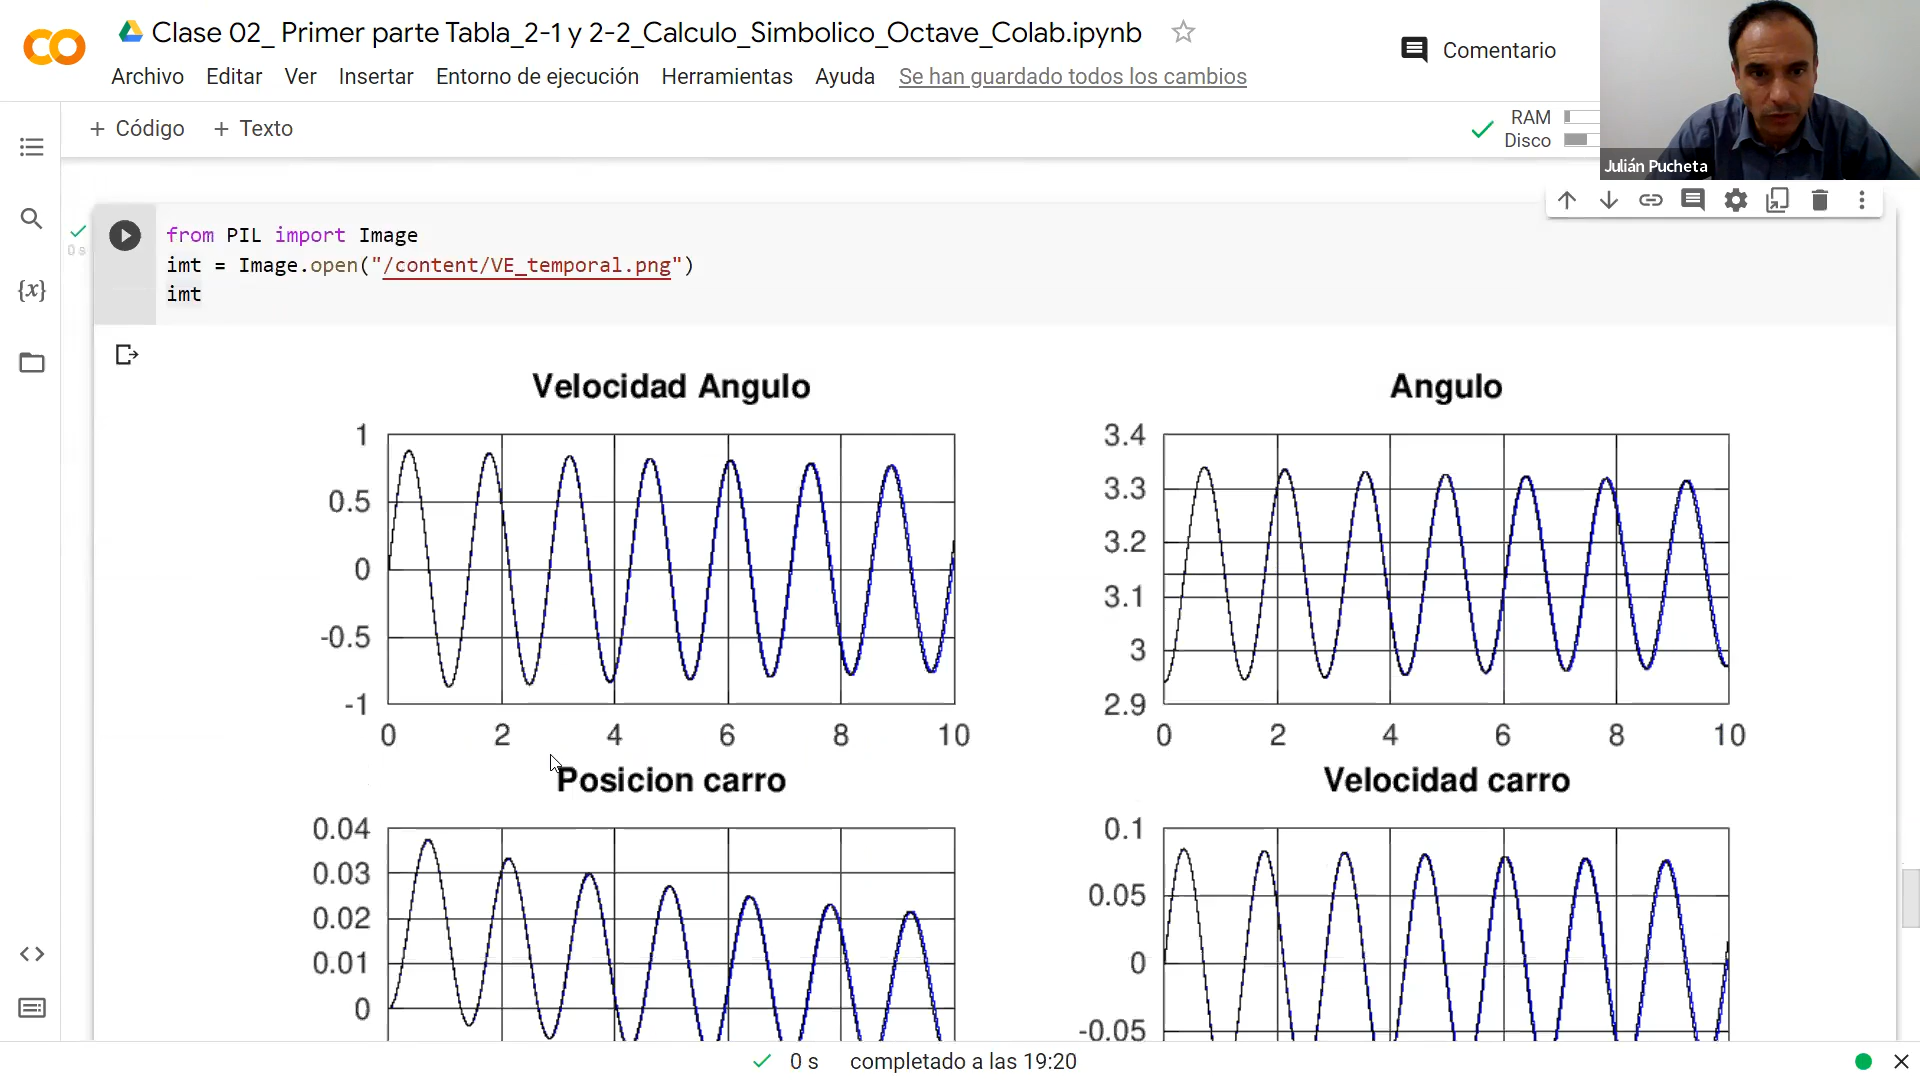 Clase 02_ Primer parte Tabla_2-1 y 2-2_Calculo_Simbolico_Octave_Colab.ipynb
Comentario
Archivo Editar Ver Insertar Entorno de ejecución Herramientas Ayuda Se han guardado todos los cambios
+ Código + Texto
RAM
Disco
Julián Pucheta
0 s
from PIL import Image
imt = Image.open("/content/VE_temporal.png")
imt
{x}
Velocidad Angulo
1
0.5
0
-0.5
-1
0 2 4 6 8 10
Angulo
3.4
3.3
3.2
3.1
3
2.9
0 2 4 6 8 10
Posicion carro
0.04
0.03
0.02
0.01
0
Velocidad carro
0.1
0.05
0
-0.05
0 s completado a las 19:20